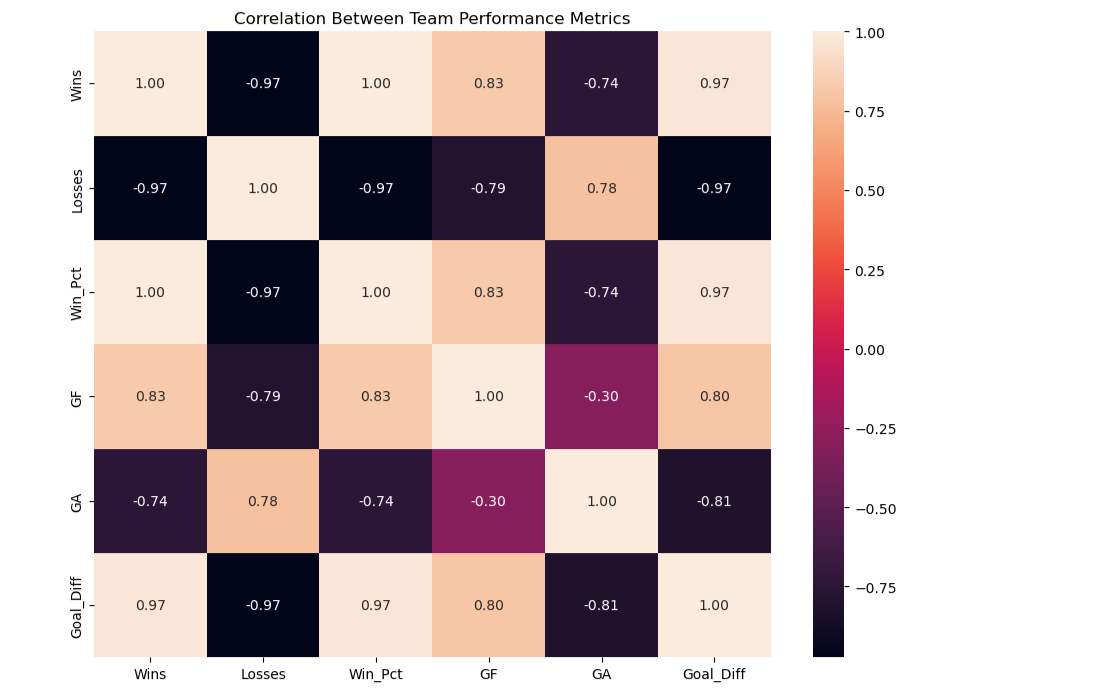 Correlation Between Team Performance Metrics
Wins 1.00 -0.97 1.00 0.83 -0.74 0.97
Losses -0.97 1.00 -0.97 -0.79 0.78 -0.97
Win_Pct 1.00 -0.97 1.00 0.83 -0.74 0.97
GF 0.83 -0.79 0.83 1.00 -0.30 0.80
GA -0.74 0.78 -0.74 -0.30 1.00 -0.81
Goal_Diff 0.97 -0.97 0.97 0.80 -0.81 1.00
Wins Losses Win_Pct GF GA Goal_Diff
1.00
0.75
0.50
0.25
0.00
−0.25
−0.50
−0.75